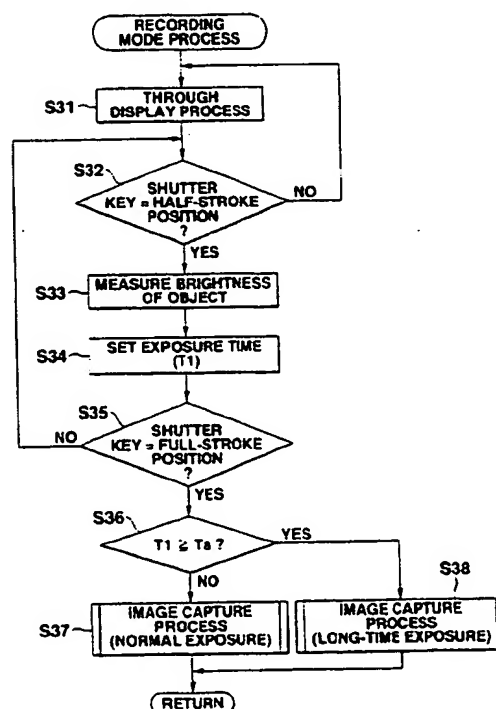 RECORDING
MODE PROCESS
S31
THROUGH
DISPLAY PROCESS
S32
SHUTTER
KEY = HALF-STROKE
POSITION
?
NO
YES
S33
MEASURE BRIGHTNESS
OF OBJECT
S34
SET EXPOSURE TIME
(T1)
S35
SHUTTER
KEY = FULL-STROKE
POSITION
?
NO
YES
S36
T1 ≧ Ta ?
YES
NO
S37
IMAGE CAPTURE
PROCESS
(NORMAL EXPOSURE)
S38
IMAGE CAPTURE
PROCESS
(LONG-TIME EXPOSURE)
RETURN